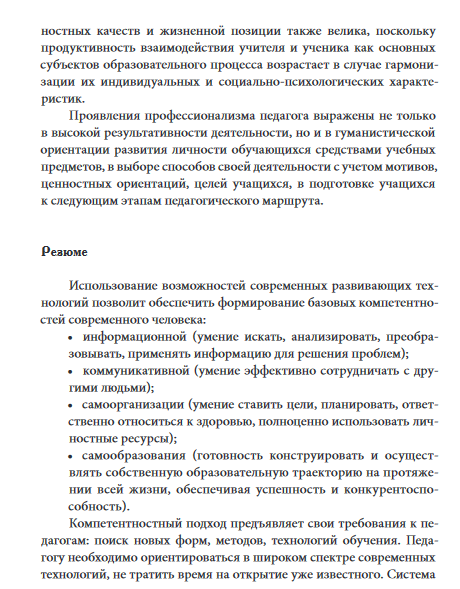 ностных качеств и жизненной позиции также велика, поскольку
продуктивность взаимодействия учителя и ученика как основных
субъектов образовательного процесса возрастает в случае гармони-
зации их индивидуальных и социально-психологических характе-
ристик.
Проявления профессионализма педагога выражены не только
в высокой результативности деятельности, но и в гуманистической
ориентации развития личности обучающихся средствами учебных
предметов, в выборе способов своей деятельности с учетом мотивов,
ценностных ориентаций, целей учащихся, в подготовке учащихся
к следующим этапам педагогического маршрута.
Резюме
Использование возможностей современных развивающих тех-
нологий позволит обеспечить формирование базовых компетентно-
стей современного человека:
• информационной (умение искать, анализировать, преобра-
зовывать, применять информацию для решения проблем);
• коммуникативной (умение эффективно сотрудничать с дру-
гими людьми);
• самоорганизации (умение ставить цели, планировать, ответ-
ственно относиться к здоровью, полноценно использовать лич-
ностные ресурсы);
• самообразования (готовность конструировать и осущест-
влять собственную образовательную траекторию на протяже-
нии всей жизни, обеспечивая успешность и конкурентоспо-
собность).
Компетентностный подход предъявляет свои требования к пе-
дагогам: поиск новых форм, методов, технологий обучения. Педа-
гогу необходимо ориентироваться в широком спектре современных
технологий, не тратить время на открытие уже известного. Система